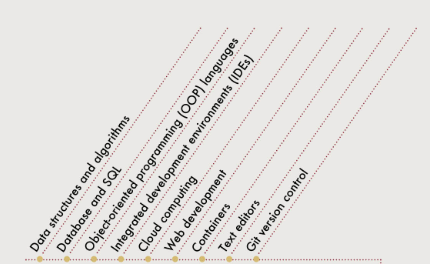 Data structures and algorithms
Database and SQL
Object-oriented programming (OOP) languages
Integrated development environments (IDEs)
Cloud computing
Web development
Containers
Text editors
Git version control